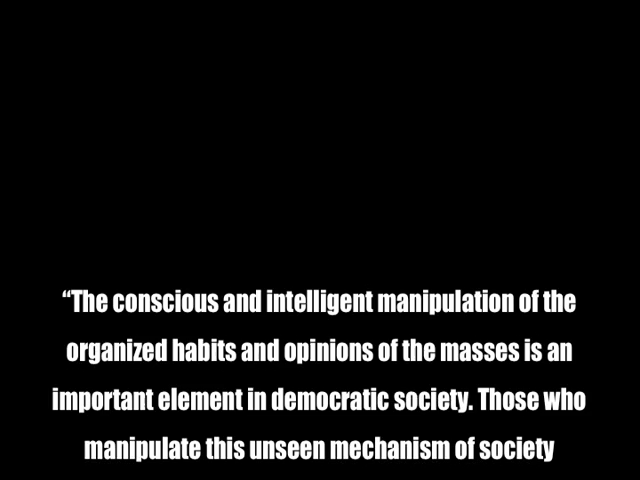 “The conscious and intelligent manipulation of the
organized habits and opinions of the masses is an
important element in democratic society. Those who
manipulate this unseen mechanism of society